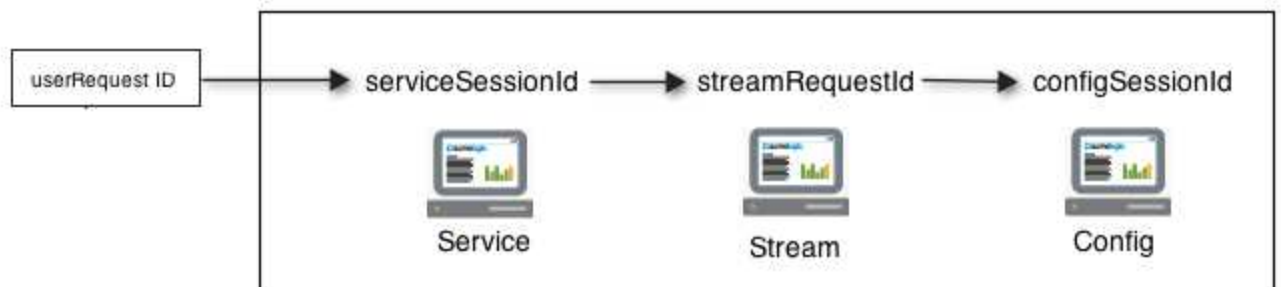 userRequest ID
serviceSessionId
streamRequestId
configSessionId
Service
Stream
Config